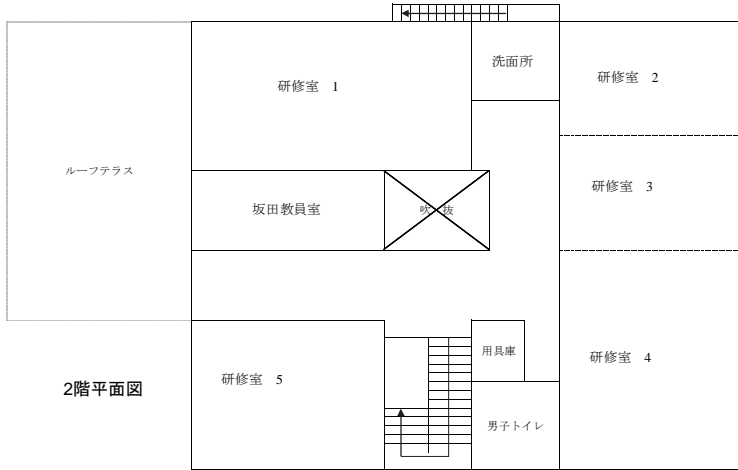 洗面所
研修室 1
研修室 2
ルーフテラス
研修室 3
坂田教員室
吹 抜
用具庫
研修室 4
研修室 5
2階平面図
男子トイレ